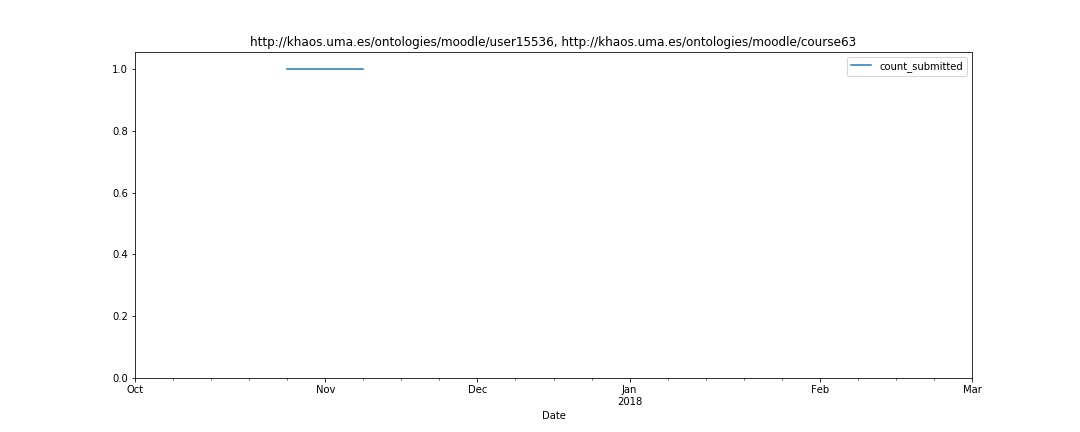 http://khaos.uma.es/ontologies/moodle/user15536, http://khaos.uma.es/ontologies/moodle/course63
count_submitted
1.0
0.8
0.6
0.4
0.2
0.0
Oct Nov Dec Jan Feb Mar
2018
Date